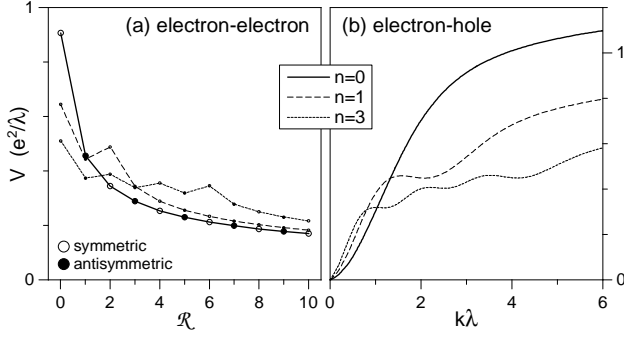 (a) electron-electron
(b) electron-hole
1
V (e²/λ)
0
0 2 4 6 8 10
ℛ
symmetric
antisymmetric
n=0
n=1
n=3
1
0
0 2 4 6
kλ